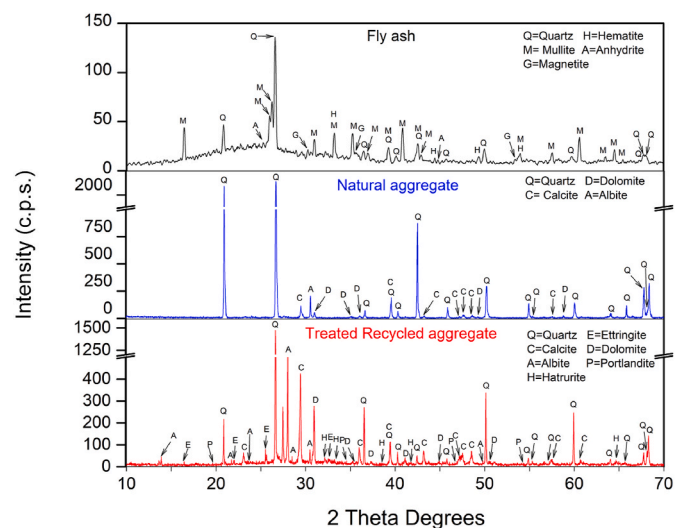 Fly ash
Q=Quartz H=Hematite
M= Mullite A=Anhydrite
G=Magnetite
150
100
50
0
Q
M
M
A
M
Q
G
M
H
M
M
G
Q
M
M
Q
Q
M
M
Q
M
H
A
Q
H
Q
G
M
H
M
Q
M
M
M
Q
Q
Natural aggregate
Q=Quartz D=Dolomite
C= Calcite A=Albite
2000
750
500
250
0
Q
Q
C
A
D
D
D
Q
C
Q
Q
Q
C
Q
C
C
C
D
Q
Q
Q
C
D
Q
Q
Q
Q
Q
Q
Treated Recycled aggregate
Q=Quartz E=Ettringite
C=Calcite D=Dolomite
A=Albite P=Portlandite
H=Hatrurite
1500
1250
400
300
200
100
0
A
E
P
Q
A
E
C
A
E
Q
A
A
C
A
D
H
E
H
P
D
C
Q
D
H
C
Q
Q
A
H
C
D
Q
P
C
C
C
A
Q
D
P
Q
Q
Q
C
Q
C
Q
H
Q
Q
Q
Q
10
20
30
40
50
60
70
Intensity (c.p.s.)
2 Theta Degrees